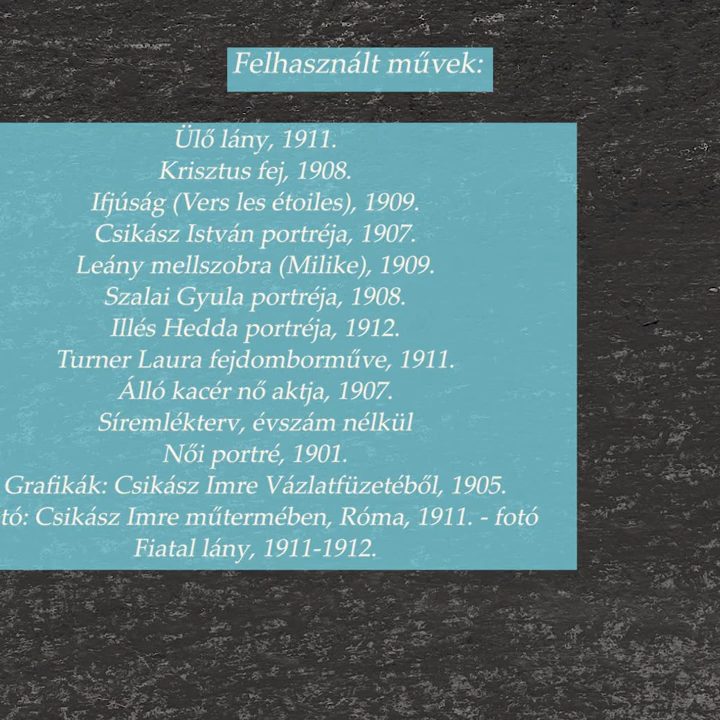 Felhasznált művek:
Ülő lány, 1911.
Krisztus fej, 1908.
Ifjúság (Vers les étoiles), 1909.
Csikász István portréja, 1907.
Leány mellszobra (Milike), 1909.
Szalai Gyula portréja, 1908.
Illés Hedda portréja, 1912.
Turner Laura fejdomborműve, 1911.
Álló kacér nő aktja, 1907.
Síremlékterv, évszám nélkül
Női portré, 1901.
Grafikák: Csikász Imre Vázlatfüzetéből, 1905.
tó: Csikász Imre műtermében, Róma, 1911. - fotó
Fiatal lány, 1911-1912.